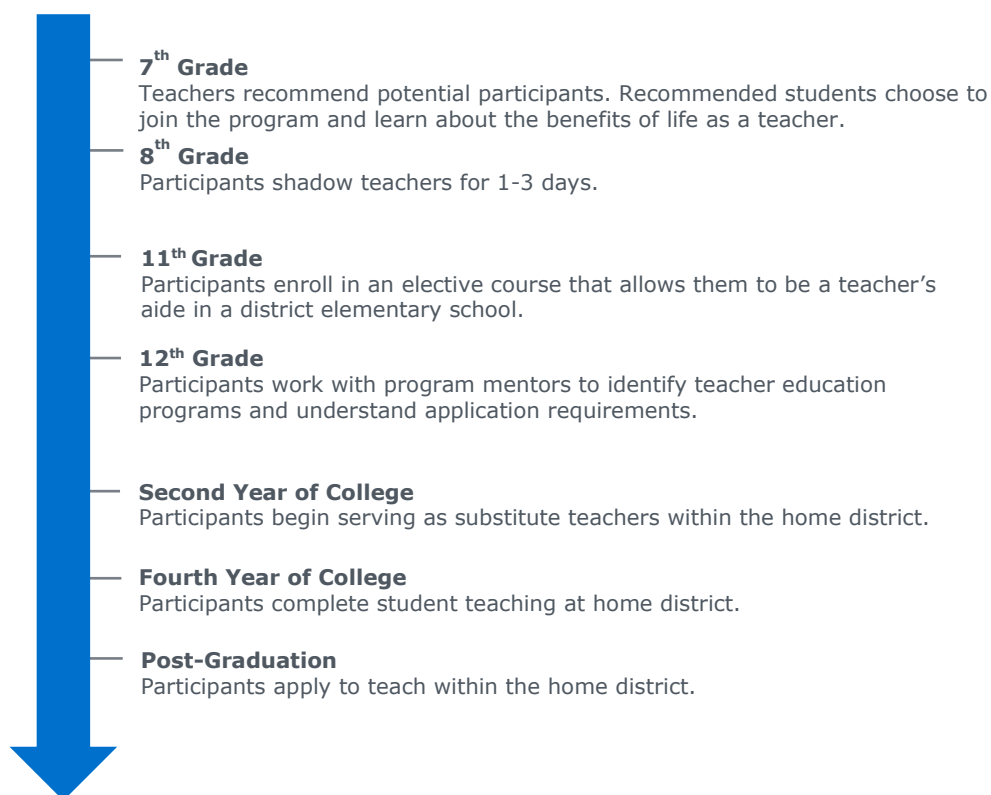 7th Grade
Teachers recommend potential participants. Recommended students choose to
join the program and learn about the benefits of life as a teacher.
8th Grade
Participants shadow teachers for 1-3 days.
11th Grade
Participants enroll in an elective course that allows them to be a teacher’s
aide in a district elementary school.
12th Grade
Participants work with program mentors to identify teacher education
programs and understand application requirements.
Second Year of College
Participants begin serving as substitute teachers within the home district.
Fourth Year of College
Participants complete student teaching at home district.
Post-Graduation
Participants apply to teach within the home district.